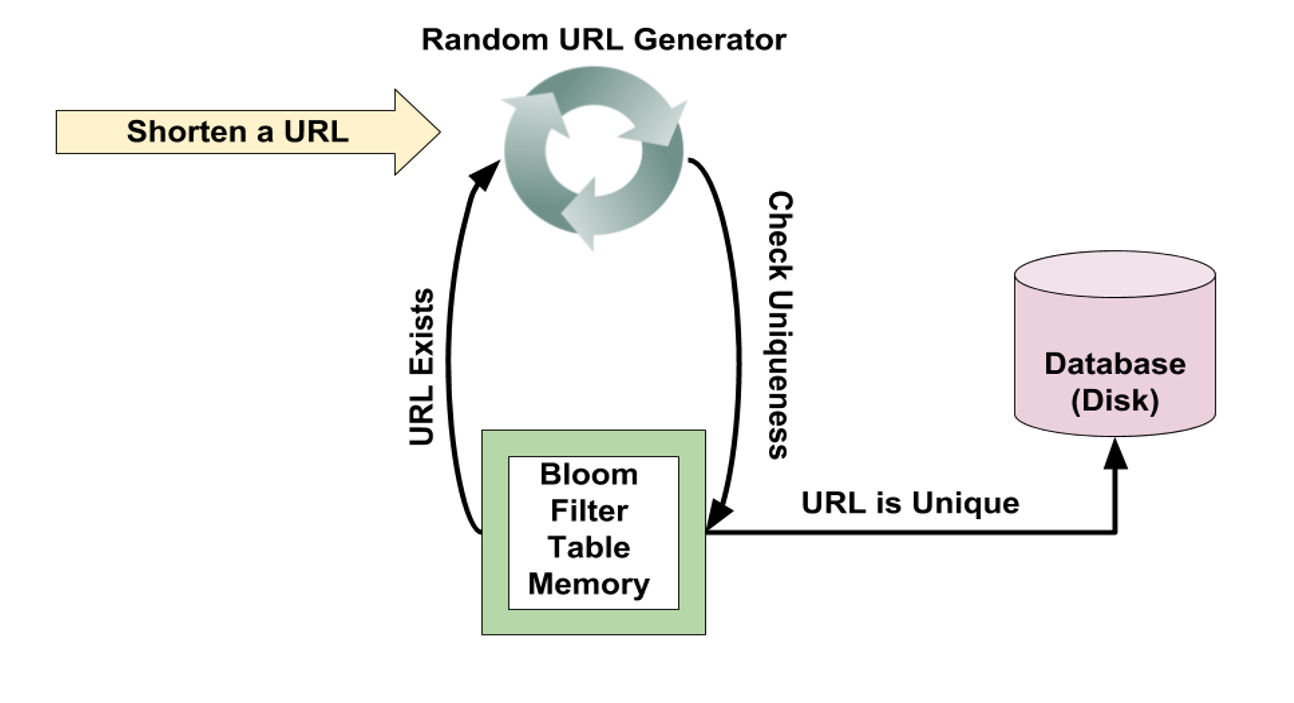 Random URL Generator
Shorten a URL
Check Uniqueness
URL Exists
Database
(Disk)
Bloom
Filter
Table
Memory
URL is Unique